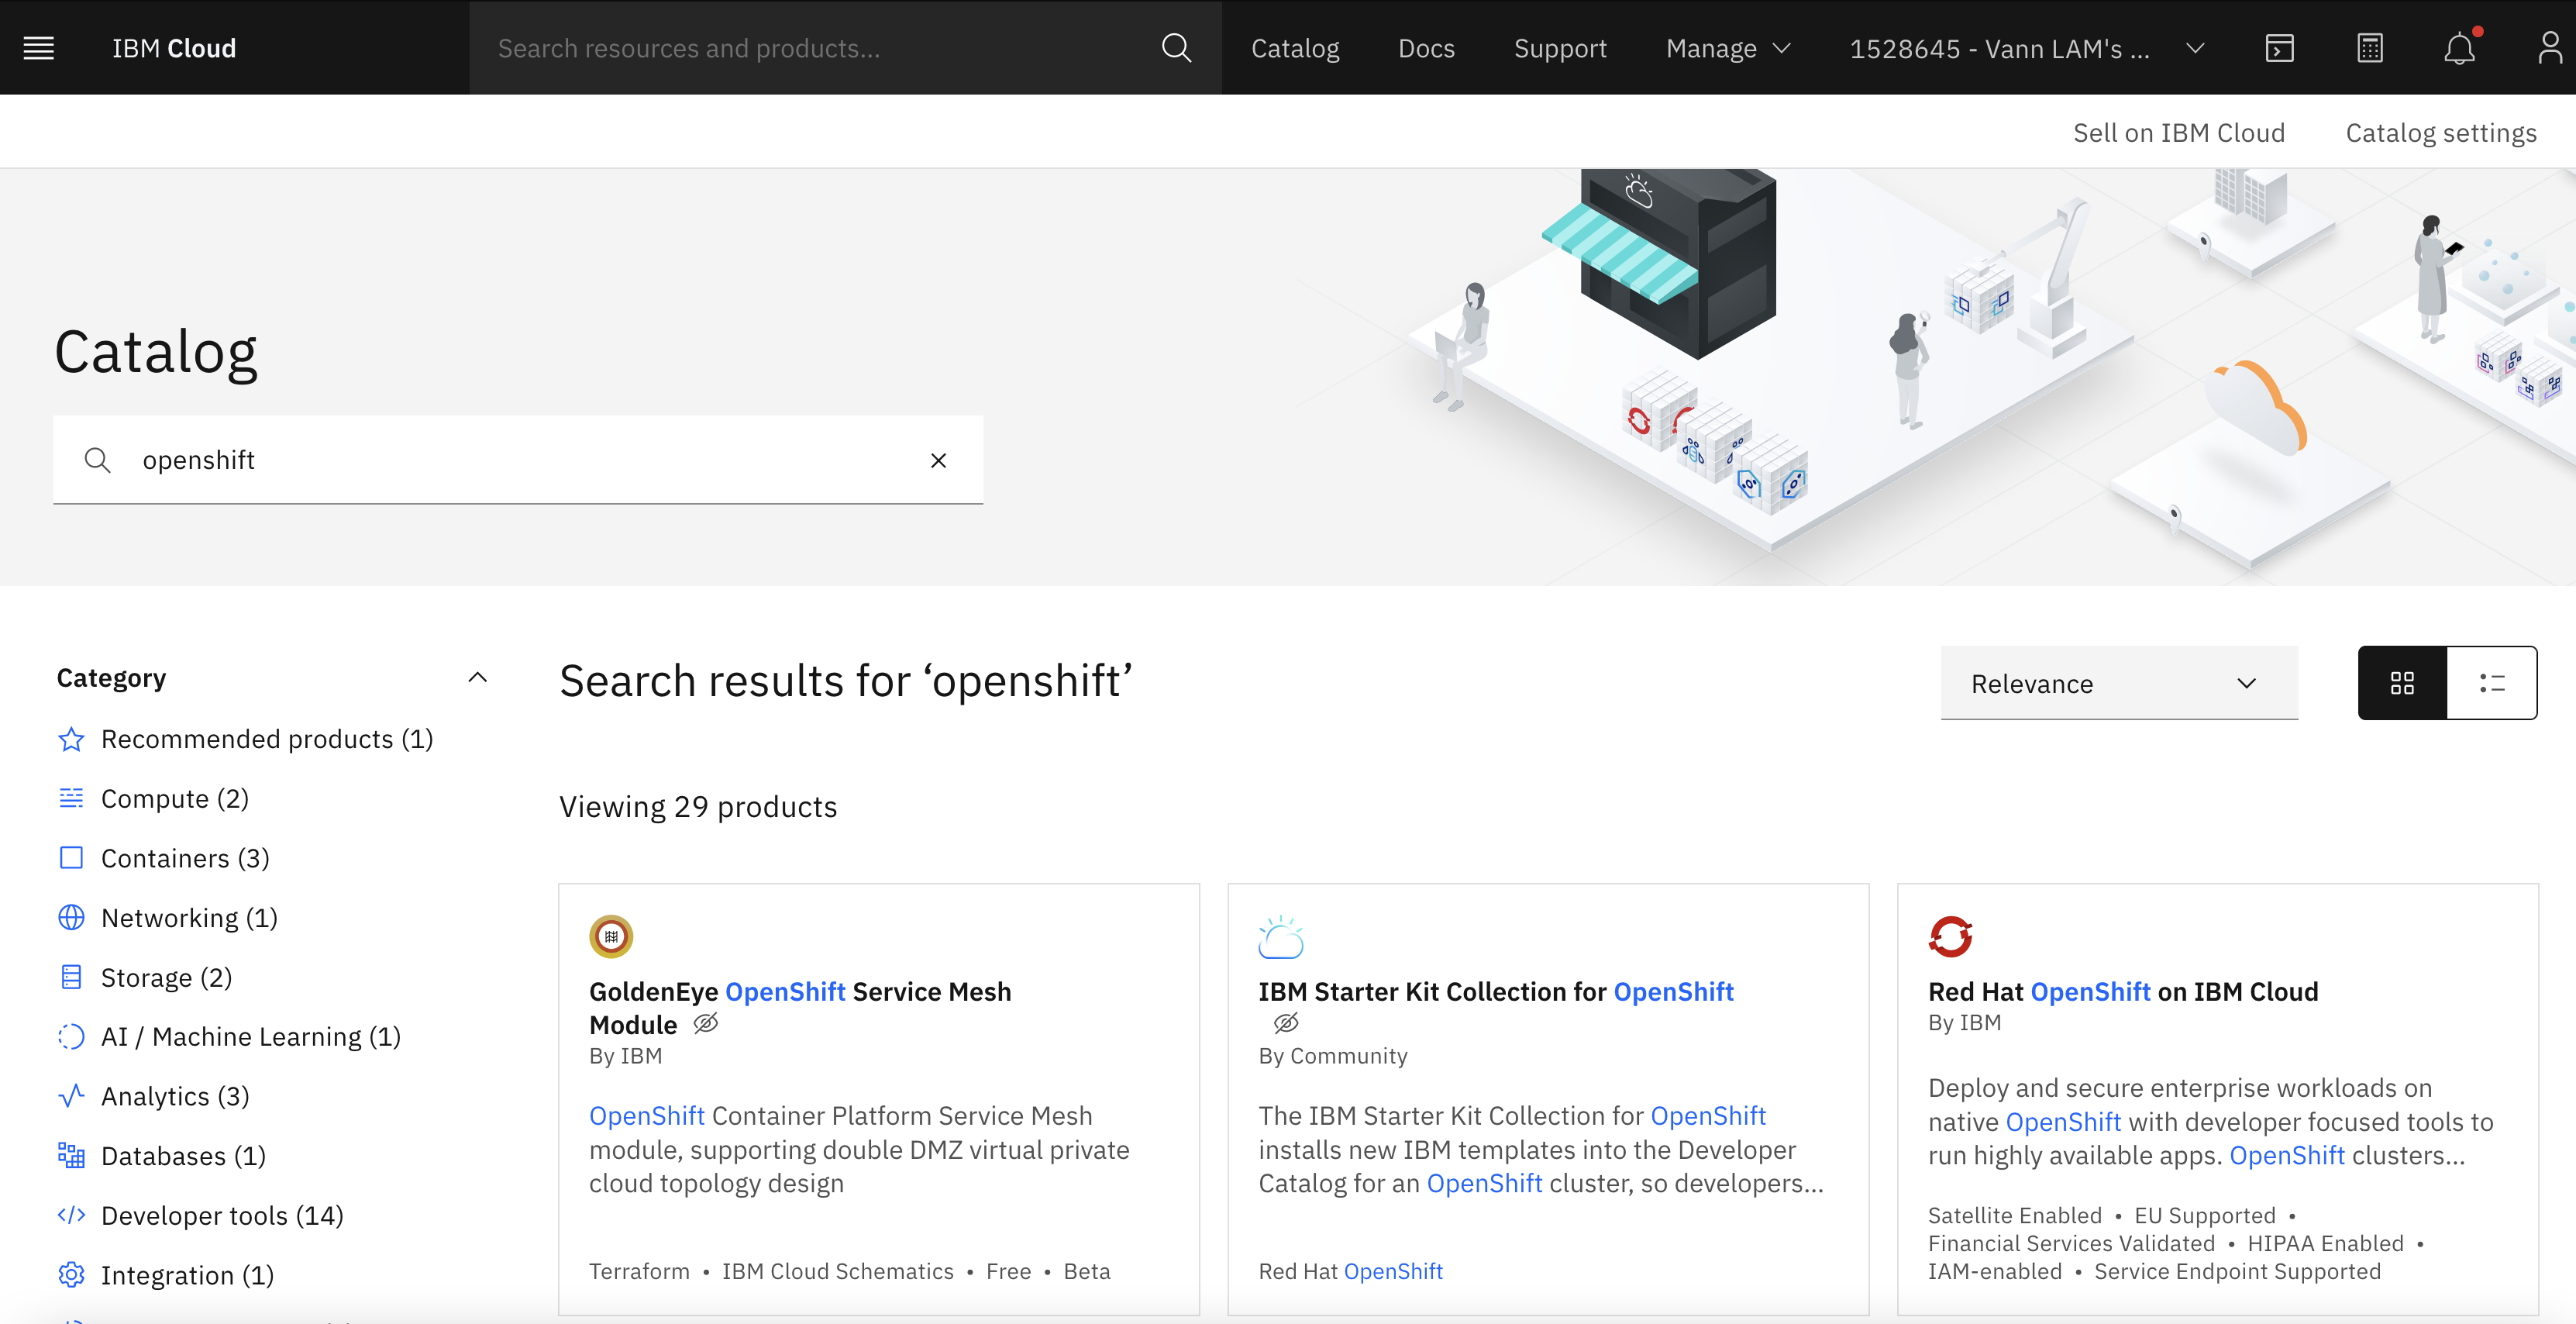 IBM Cloud
Search resources and products...
Catalog
Docs
Support
Manage
1528645 - Vann LAM's ...
Sell on IBM Cloud
Catalog settings
Catalog
openshift
Category
Recommended products (1)
Compute (2)
Containers (3)
Networking (1)
Storage (2)
AI / Machine Learning (1)
Analytics (3)
Databases (1)
Developer tools (14)
Integration (1)
Search results for ‘openshift’
Relevance
Viewing 29 products
GoldenEye OpenShift Service Mesh
Module
By IBM
OpenShift Container Platform Service Mesh
module, supporting double DMZ virtual private
cloud topology design
Terraform • IBM Cloud Schematics • Free • Beta
IBM Starter Kit Collection for OpenShift
By Community
The IBM Starter Kit Collection for OpenShift
installs new IBM templates into the Developer
Catalog for an OpenShift cluster, so developers...
Red Hat OpenShift
Red Hat OpenShift on IBM Cloud
By IBM
Deploy and secure enterprise workloads on
native OpenShift with developer focused tools to
run highly available apps. OpenShift clusters...
Satellite Enabled • EU Supported •
Financial Services Validated • HIPAA Enabled •
IAM-enabled • Service Endpoint Supported